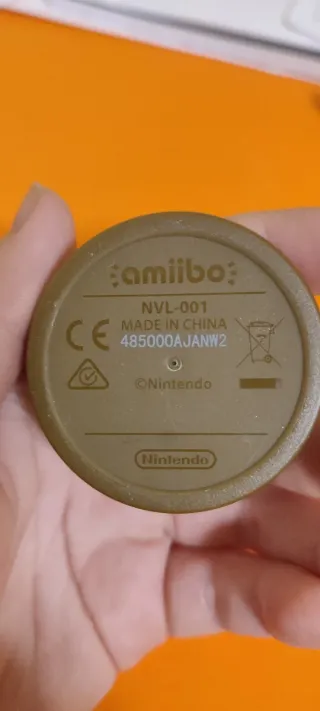 amiibo
NVL-001
CE MADE IN CHINA
485000AJANW2
©Nintendo
Nintendo